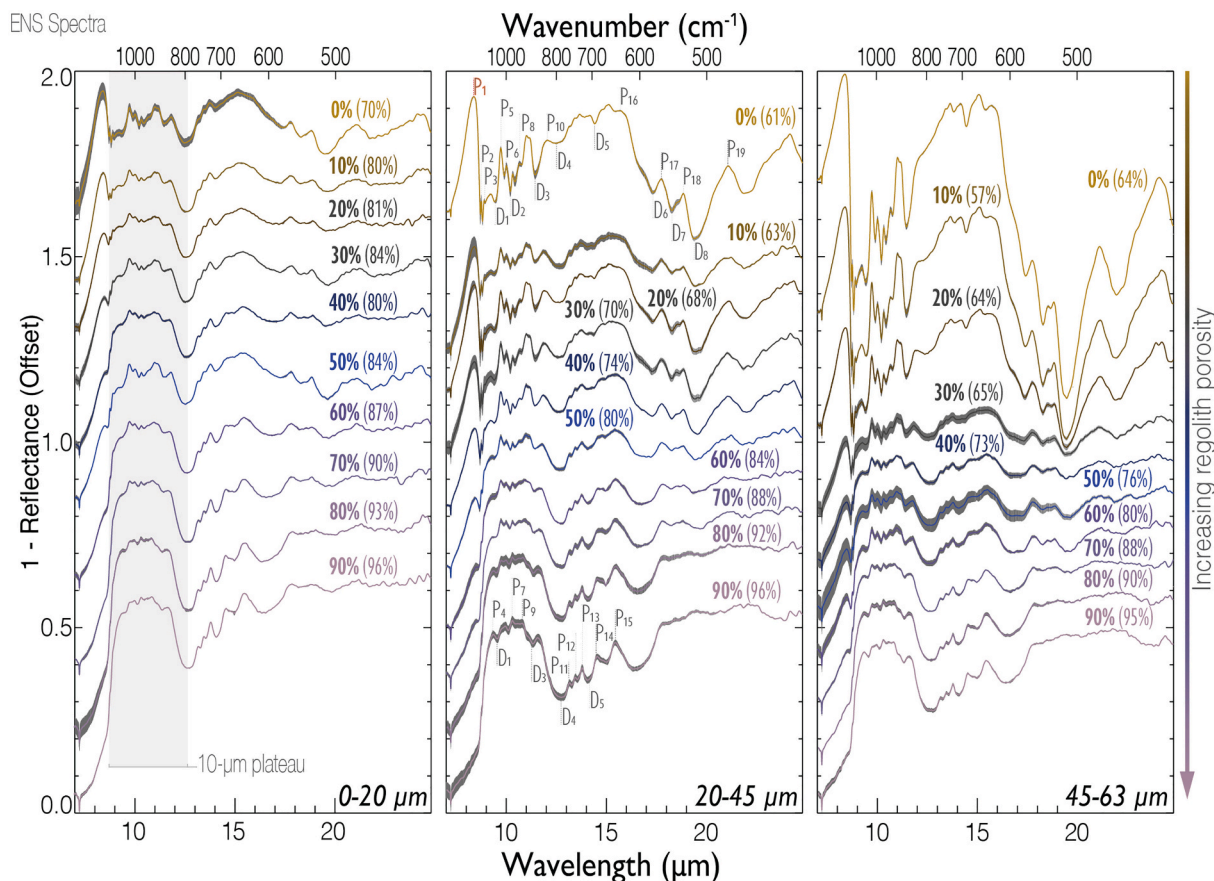 ENS Spectra
Wavenumber (cm⁻¹)
1000 800 700 600 500
1000 800 700 600 500
1000 800 700 600 500
1 - Reflectance (Offset)
2.0
1.5
1.0
0.5
0.0
0% (70%)
10% (80%)
20% (81%)
30% (84%)
40% (80%)
50% (84%)
60% (87%)
70% (90%)
80% (93%)
90% (96%)
10-µm plateau
0-20 µm
P₁
P₅
P₈
P₁₀
P₁₆
0% (61%)
P₂
P₃
P₆
D₄
D₅
D₃
D₂
D₁
P₁₇
P₁₈
P₁₉
D₆
D₇
D₈
10% (63%)
20% (68%)
30% (70%)
40% (74%)
50% (80%)
60% (84%)
70% (88%)
80% (92%)
90% (96%)
P₇
P₄
P₉
P₁₃
P₁₂
P₁₄
P₁₅
P₁₁
D₁
D₃
D₅
D₄
20-45 µm
0% (64%)
10% (57%)
20% (64%)
30% (65%)
40% (73%)
50% (76%)
60% (80%)
70% (88%)
80% (90%)
90% (95%)
45-63 µm
Increasing regolith porosity
10 15 20
10 15 20
10 15 20
Wavelength (µm)